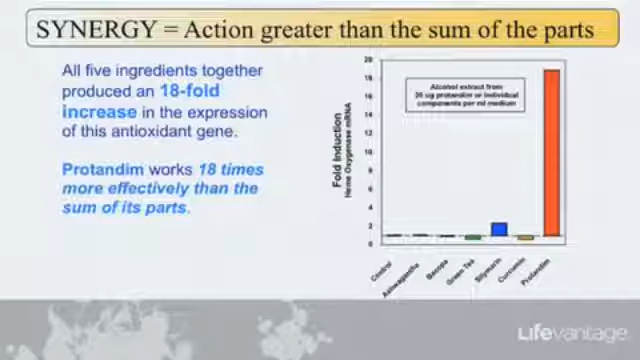 SYNERGY = Action greater than the sum of the parts
All five ingredients together
produced an 18-fold
increase in the expression
of this antioxidant gene.
Protandim works 18 times
more effectively than the
sum of its parts.
Fold Induction
Heme Oxygenase mRNA
20
18
16
14
12
10
8
6
4
2
0
Alcohol extract from
20 ug protandim or individual
components per ml medium
Control
Ashwagandha
Bacopa
Green Tea
Silymarin
Curcumin
Protandim
Lifevantage